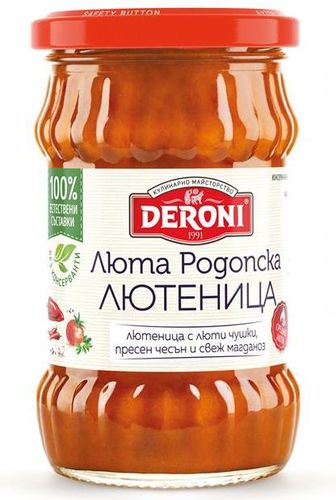 SAFETY BUTTON
100%
ЕСТЕСТВЕНИ
СЪСТАВКИ
БЕЗ КОНСЕРВАНТИ
КУЛИНАРНО МАЙСТОРСТВО
DERONI
1991
Люта Родопска
ЛЮТЕНИЦА
лютеница с люти чушки,
пресен чесън и свеж магданоз